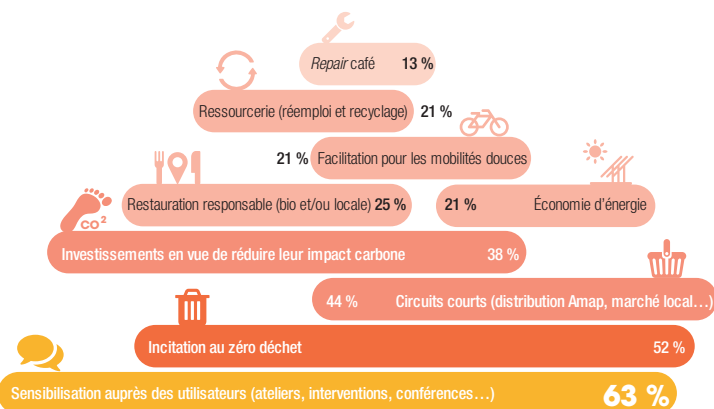 Repair café 13 %
Ressourcerie (réemploi et recyclage) 21 %
21 % Facilitation pour les mobilités douces
Restauration responsable (bio et/ou locale) 25 %
21 % Économie d’énergie
CO2
Investissements en vue de réduire leur impact carbone 38 %
44 % Circuits courts (distribution Amap, marché local…)
Incitation au zéro déchet 52 %
Sensibilisation auprès des utilisateurs (ateliers, interventions, conférences…) 63 %